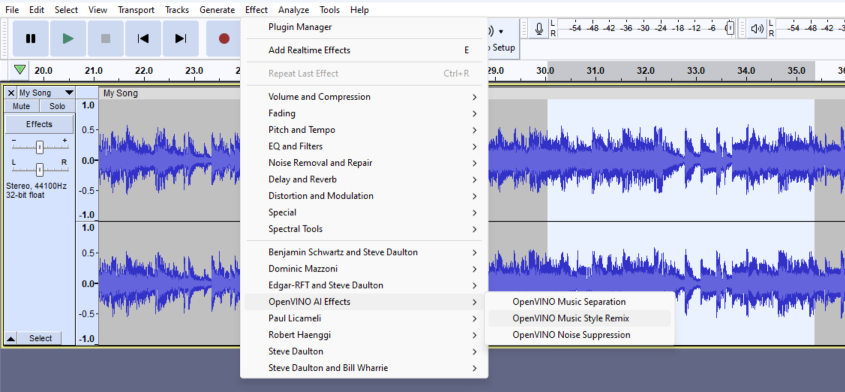 File Edit Select View Transport Tracks Generate Effect Analyze Tools Help
Plugin Manager
Add Realtime Effects E
Repeat Last Effect Ctrl+R
Volume and Compression
Fading
Pitch and Tempo
EQ and Filters
Noise Removal and Repair
Delay and Reverb
Distortion and Modulation
Special
Spectral Tools
Benjamin Schwartz and Steve Daulton
Dominic Mazzoni
Edgar-RFT and Steve Daulton
OpenVINO AI Effects
Paul Licameli
Robert Haenggi
Steve Daulton
Steve Daulton and Bill Wharrie
OpenVINO Music Separation
OpenVINO Music Style Remix
OpenVINO Noise Suppression
Setup
L
R
-54 -48 -42 -36 -30 -24 -18 -12 -6 0
L
R
-54 -48 -42
20.0 21.0 22.0 23.0
29.0 30.0 31.0 32.0 33.0 34.0 35.0
My Song
My Song
Mute Solo
Effects
- +
L R
Stereo, 44100Hz
32-bit float
Select
1.0
0.5-
0.0-
-0.5-
-1.0
1.0
0.5-
0.0-
-0.5-
-1.0